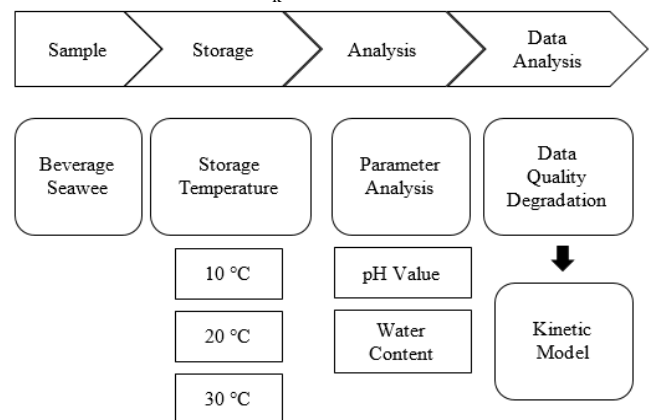 Sample
Storage
Analysis
Data
Analysis
Beverage
Seawee
Storage
Temperature
Parameter
Analysis
Data
Quality
Degradation
10 °C
pH Value
20 °C
Water
Content
Kinetic
Model
30 °C